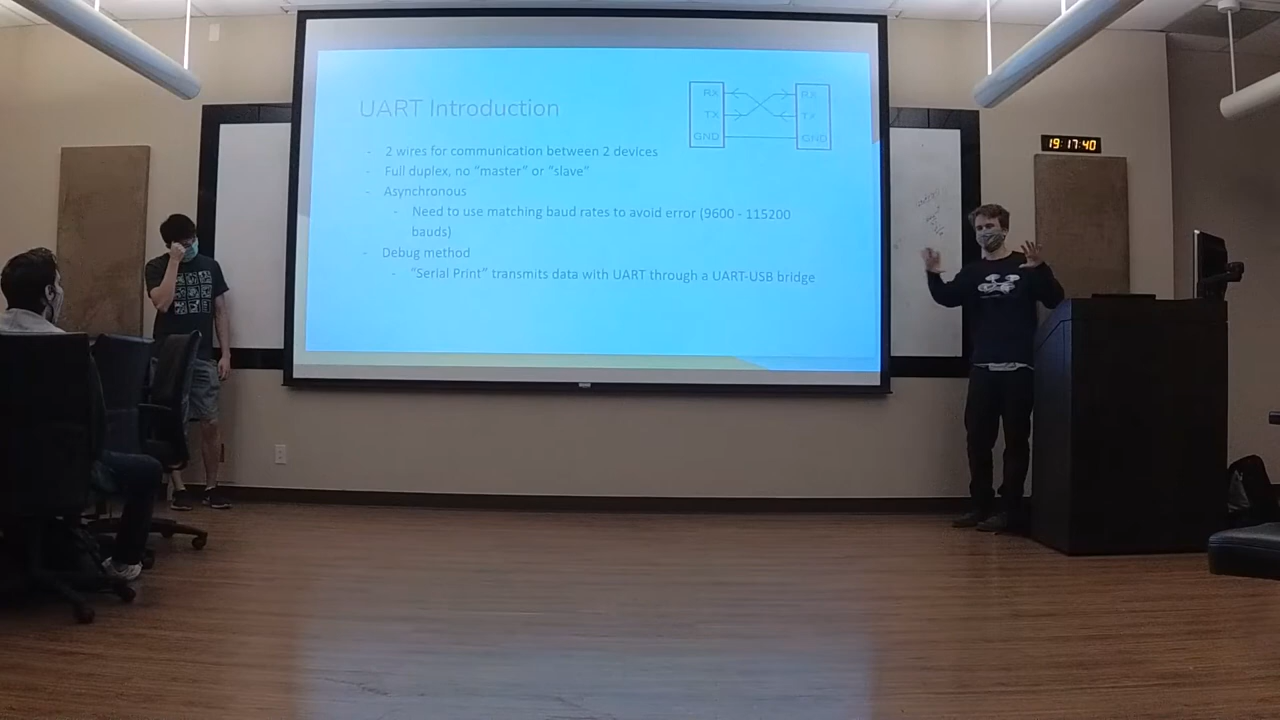 UART Introduction
RX RX
TX TX
GND GND
- 2 wires for communication between 2 devices
- Full duplex, no “master” or “slave”
- Asynchronous
- Need to use matching baud rates to avoid error (9600 - 115200
bauds)
- Debug method
- “Serial Print” transmits data with UART through a UART-USB bridge
19:17:40